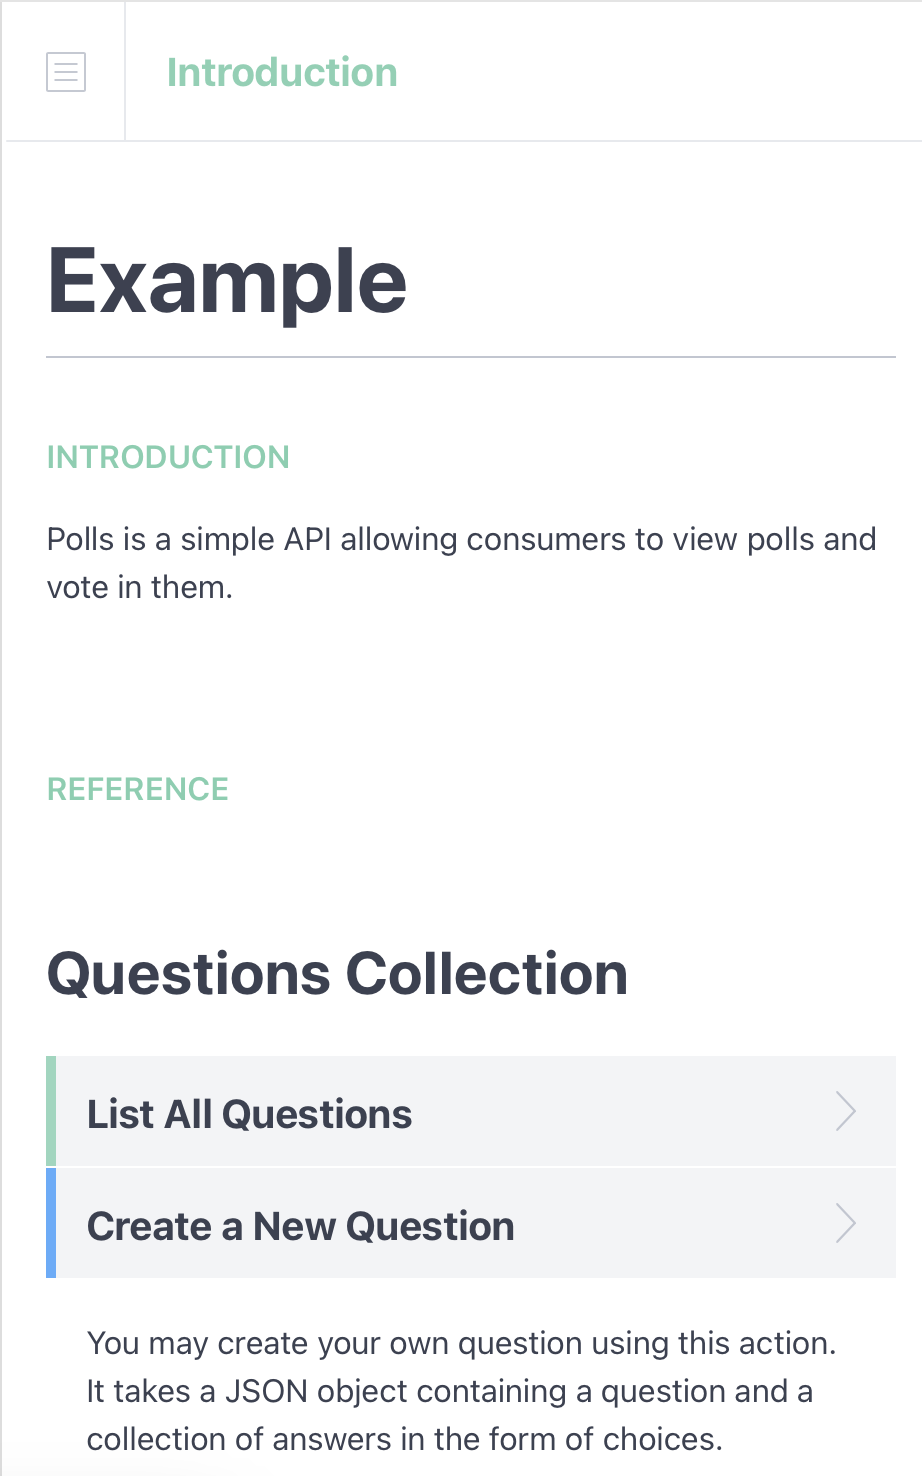 Introduction
Example
INTRODUCTION
Polls is a simple API allowing consumers to view polls and
vote in them.
REFERENCE
Questions Collection
List All Questions
Create a New Question
You may create your own question using this action.
It takes a JSON object containing a question and a
collection of answers in the form of choices.